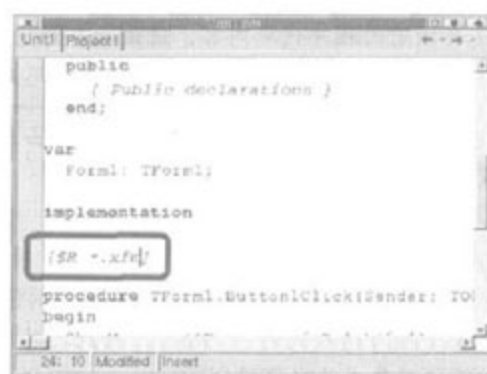 Unit1 Project1
public
{ Public declarations }
end;
var
Form1: TForm1;
implementation
{$R *.xfm}
procedure TForm1.Button1Click(Sender: TO
begin
24: 10 Modified Insert